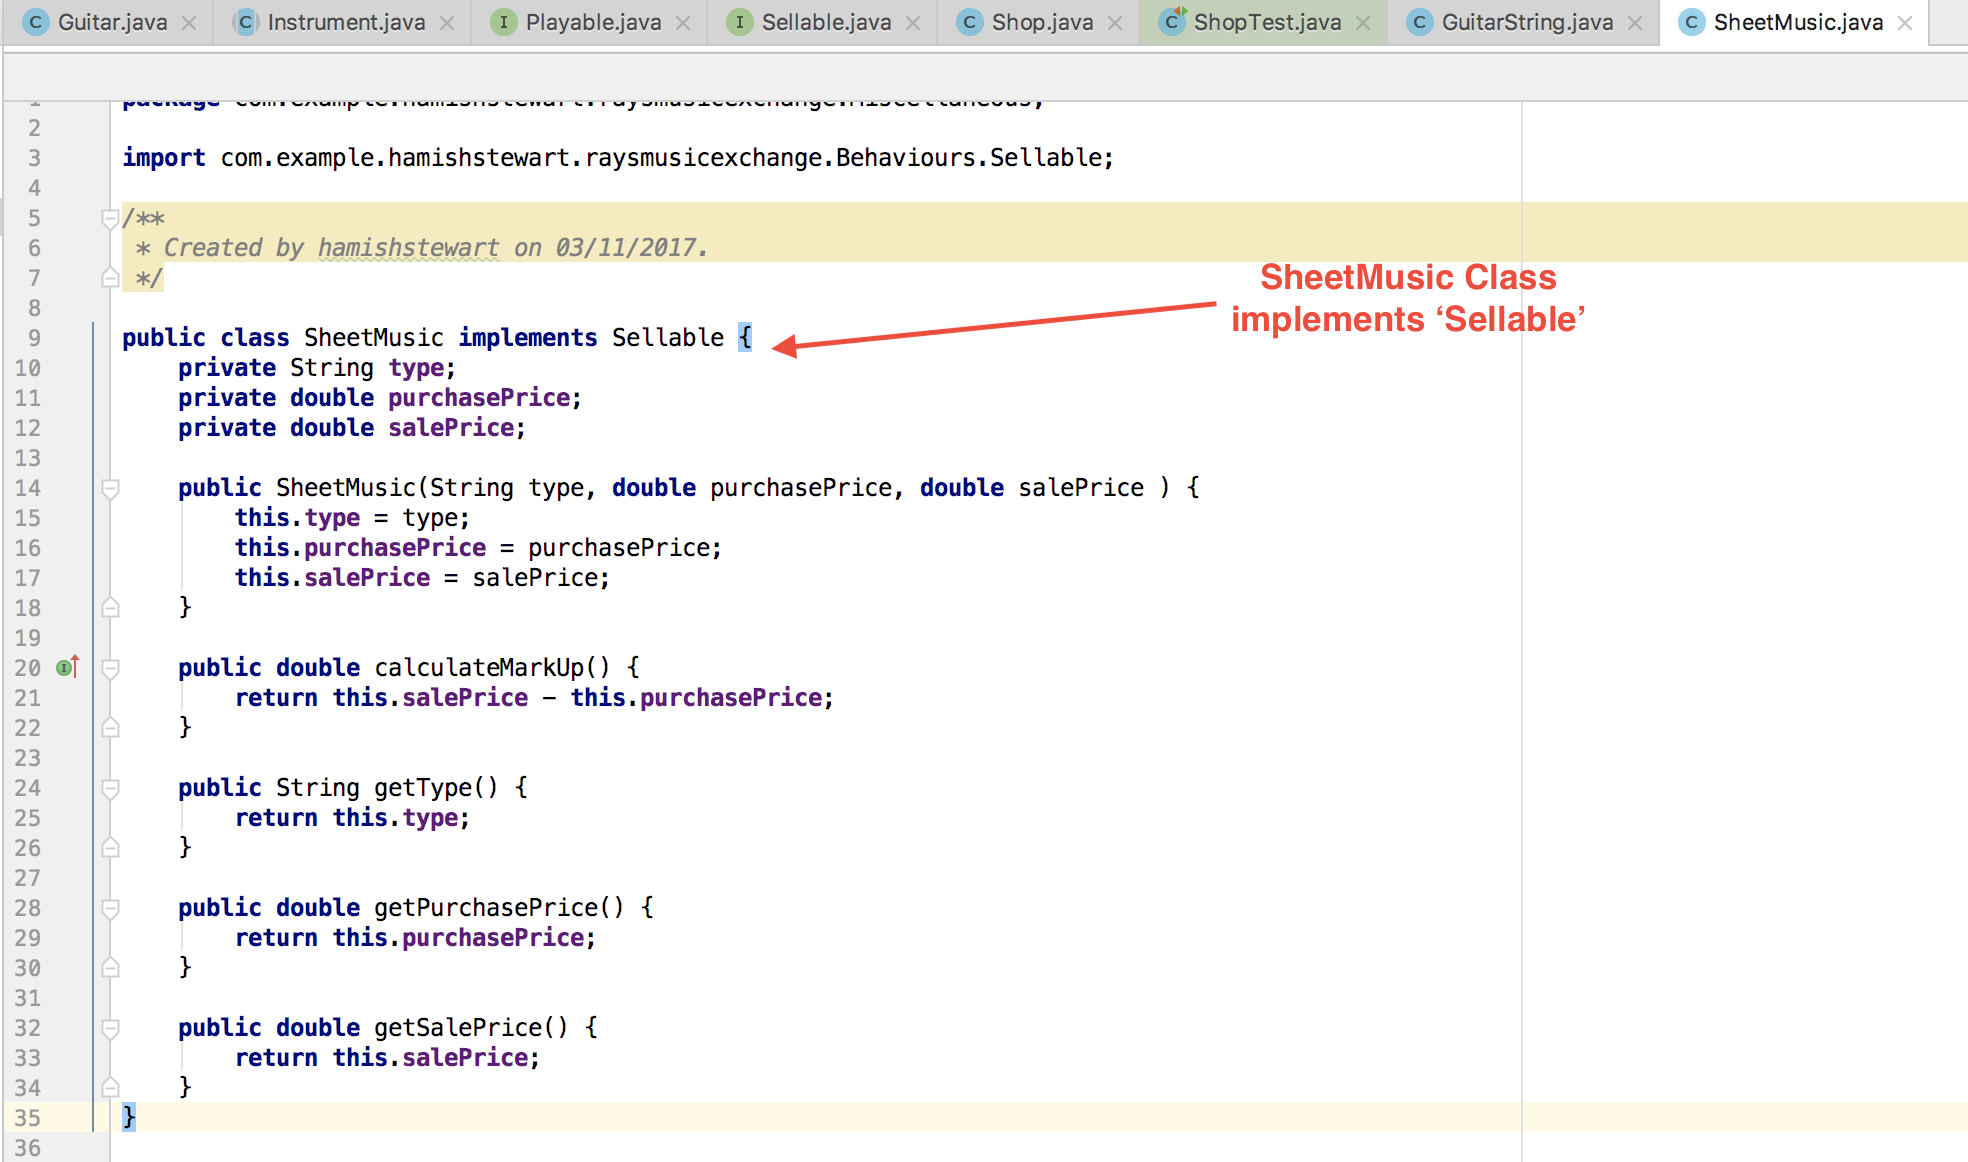 Guitar.java Instrument.java Playable.java Sellable.java Shop.java ShopTest.java GuitarString.java SheetMusic.java
1 package com.example.hamishstewart.raysmusicexchange.Miscellaneous;
2
3 import com.example.hamishstewart.raysmusicexchange.Behaviours.Sellable;
4
5 /**
6 * Created by hamishstewart on 03/11/2017.
7 */
SheetMusic Class
implements ‘Sellable’
8
9 public class SheetMusic implements Sellable {
10 private String type;
11 private double purchasePrice;
12 private double salePrice;
13
14 public SheetMusic(String type, double purchasePrice, double salePrice ) {
15 this.type = type;
16 this.purchasePrice = purchasePrice;
17 this.salePrice = salePrice;
18 }
19
20 public double calculateMarkUp() {
21 return this.salePrice - this.purchasePrice;
22 }
23
24 public String getType() {
25 return this.type;
26 }
27
28 public double getPurchasePrice() {
29 return this.purchasePrice;
30 }
31
32 public double getSalePrice() {
33 return this.salePrice;
34 }
35 }
36